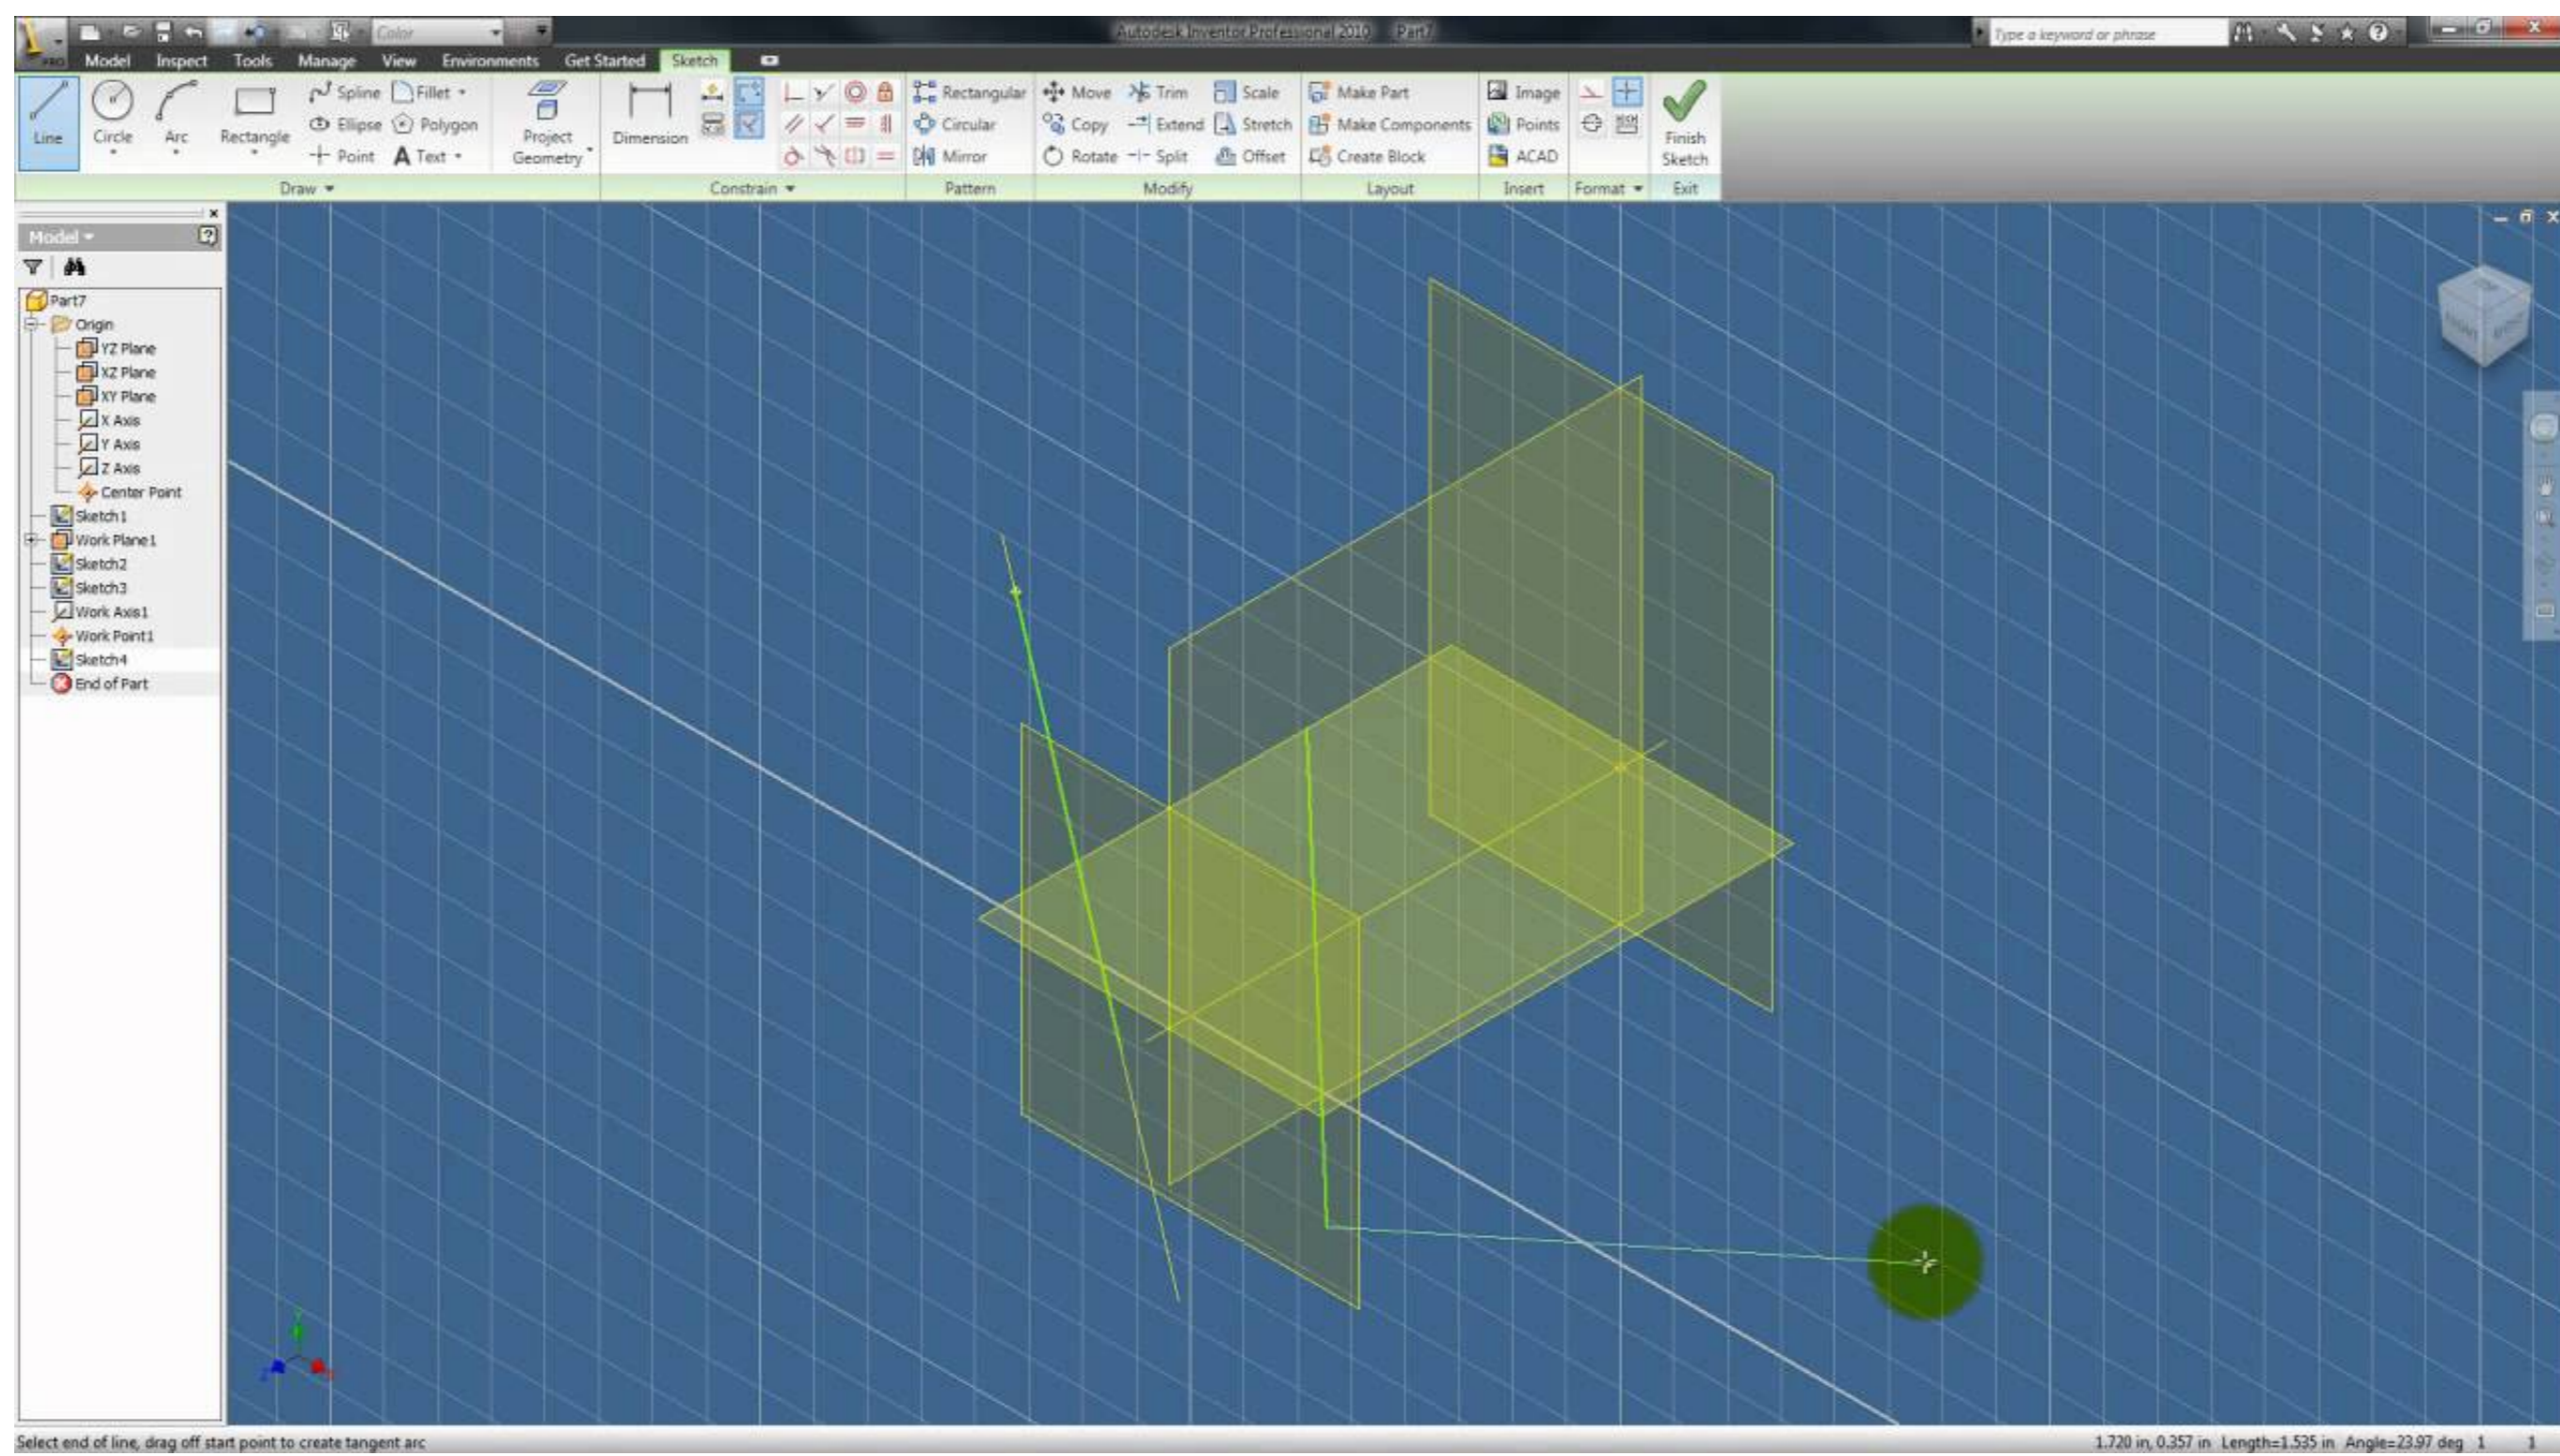 Color
Autodesk Inventor Professional 2010 Part7
Type a keyword or phrase
PRO
Model Inspect Tools Manage View Environments Get Started Sketch
Line
Circle
Arc
Rectangle
Spline
Fillet
Ellipse
Polygon
Point
Text
Project Geometry
Dimension
Rectangular
Circular
Mirror
Move
Trim
Scale
Copy
Extend
Stretch
Rotate
Split
Offset
Make Part
Make Components
Create Block
Image
Points
ACAD
Finish Sketch
Draw Constrain Pattern Modify Layout Insert Format Exit
Model
Part7
Origin
YZ Plane
XZ Plane
XY Plane
X Axis
Y Axis
Z Axis
Center Point
Sketch1
Work Plane1
Sketch2
Sketch3
Work Axis1
Work Point1
Sketch4
End of Part
TOP
Select end of line, drag off start point to create tangent arc
1.720 in, 0.357 in Length=1.535 in Angle=23.97 deg 1 1